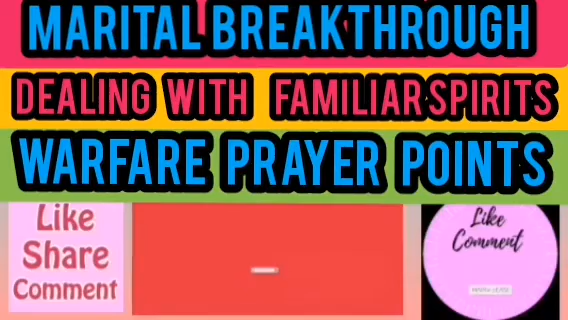 MARITAL BREAKTHROUGH
DEALING WITH FAMILIAR SPIRITS
WARFARE PRAYER POINTS
Like
Share
Comment
Like
Comment